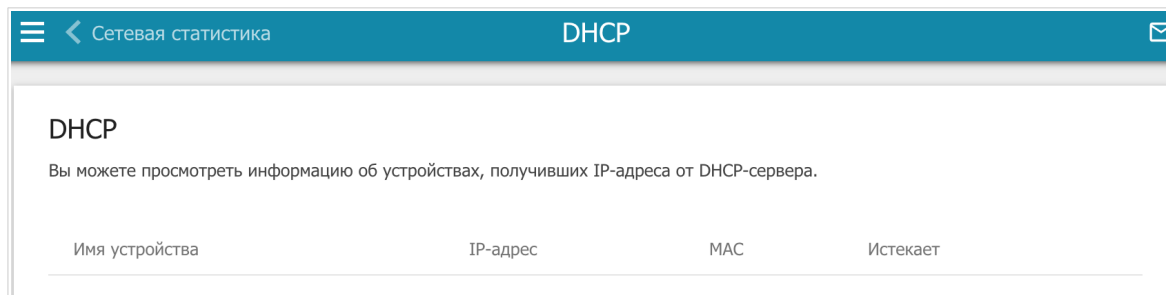 Сетевая статистика DHCP
DHCP
Вы можете просмотреть информацию об устройствах, получивших IP-адреса от DHCP-сервера.
Имя устройства IP-адрес MAC Истекает